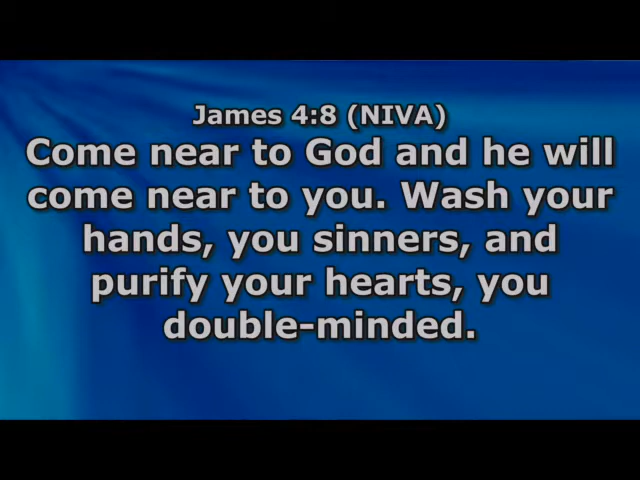 James 4:8 (NIVA)
Come near to God and he will
come near to you. Wash your
hands, you sinners, and
purify your hearts, you
double-minded.